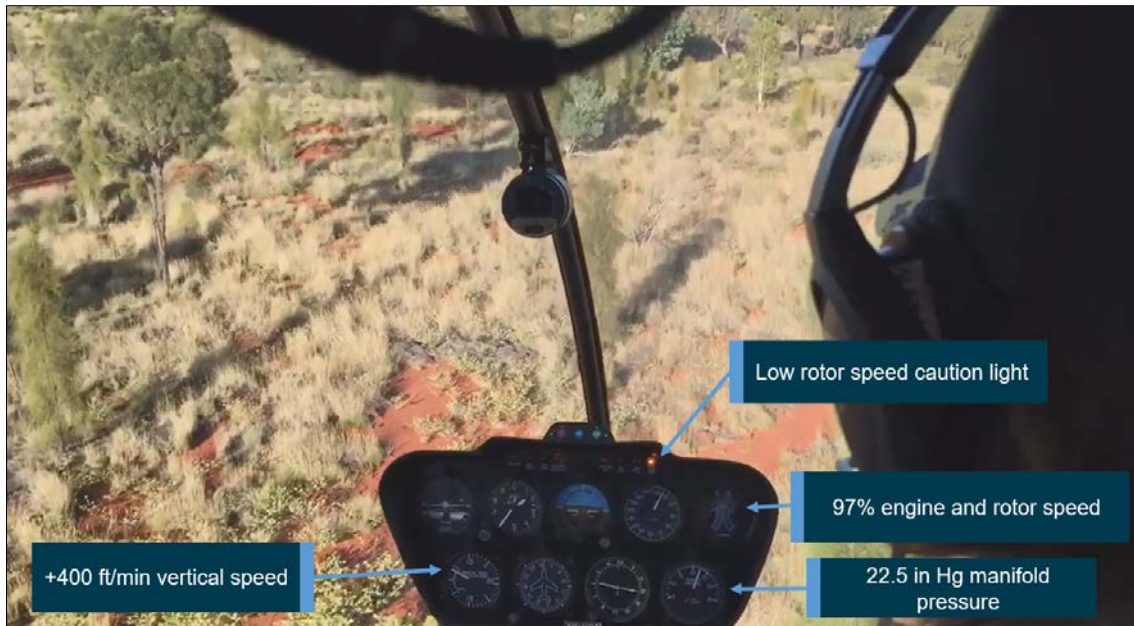 Low rotor speed caution light
97% engine and rotor speed
+400 ft/min vertical speed
22.5 in Hg manifold
pressure